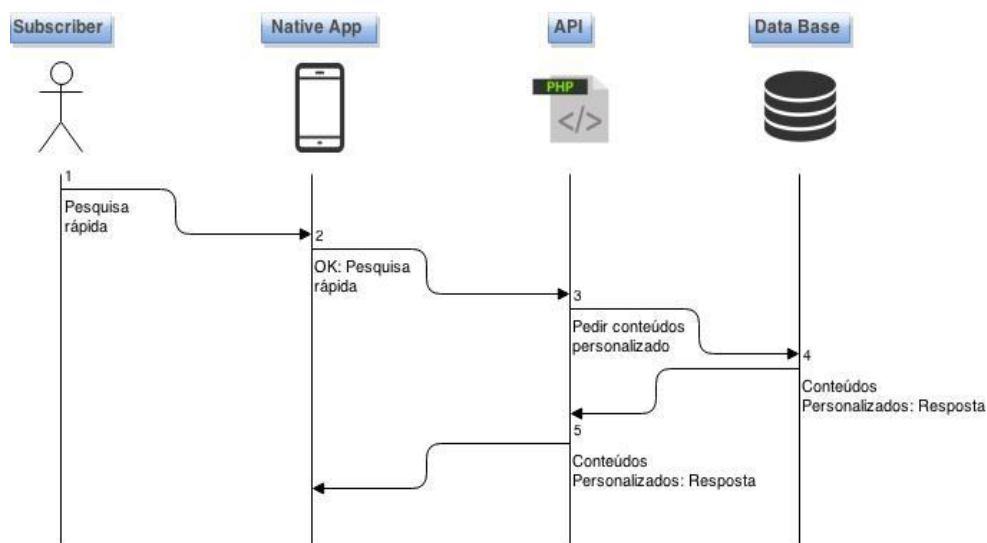 Subscriber
Native App
API
Data Base
PHP
</>
1
Pesquisa
rápida
2
OK: Pesquisa
rápida
3
Pedir conteúdos
personalizado
4
Conteúdos
Personalizados: Resposta
5
Conteúdos
Personalizados: Resposta